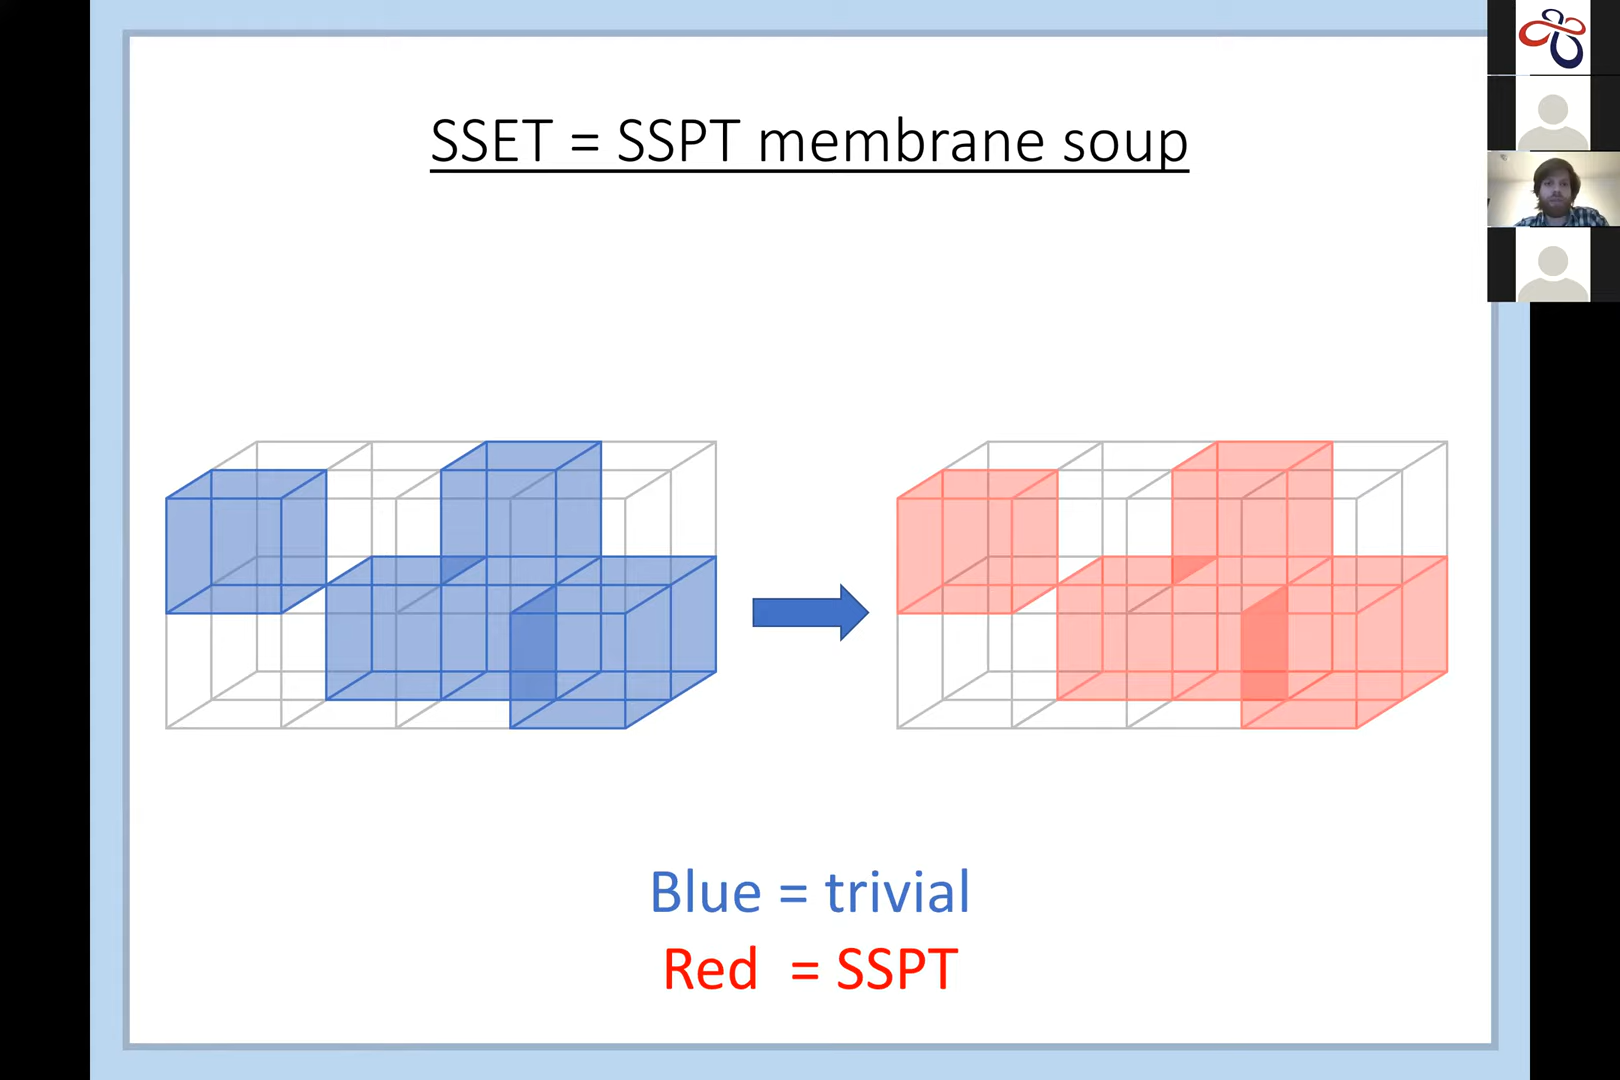 SSET = SSPT membrane soup
Blue = trivial
Red = SSPT